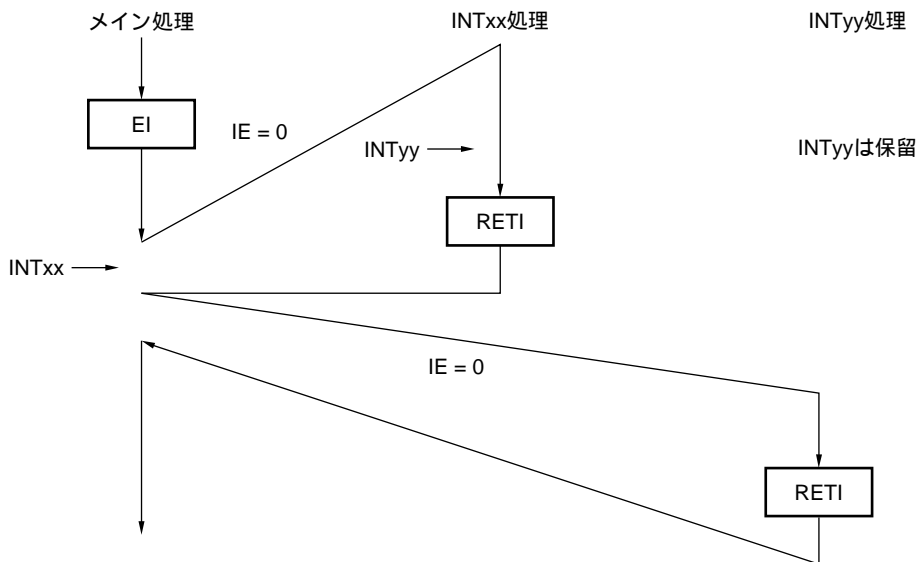 メイン処理
INTxx処理
INTyy処理
EI
IE = 0
INTyy
INTyyは保留
RETI
INTxx
IE = 0
RETI